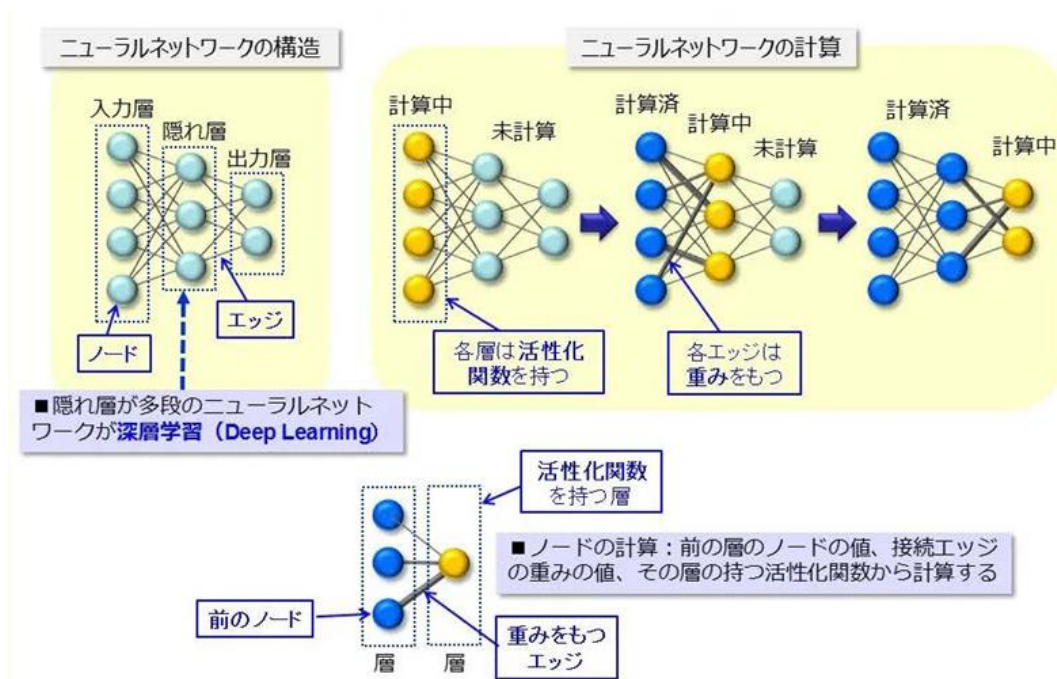 ニューラルネットワークの構造
入力層
隠れ層
出力層
ノード
エッジ
■隠れ層が多段のニューラルネット
ワークが深層学習（Deep Learning）
ニューラルネットワークの計算
計算中
未計算
計算済
計算中
未計算
計算済
計算中
各層は活性化
関数を持つ
各エッジは
重みをもつ
活性化関数
を持つ層
■ノードの計算：前の層のノードの値、接続エッジ
の重みの値、その層の持つ活性化関数から計算する
前のノード
重みをもつ
エッジ
層
層